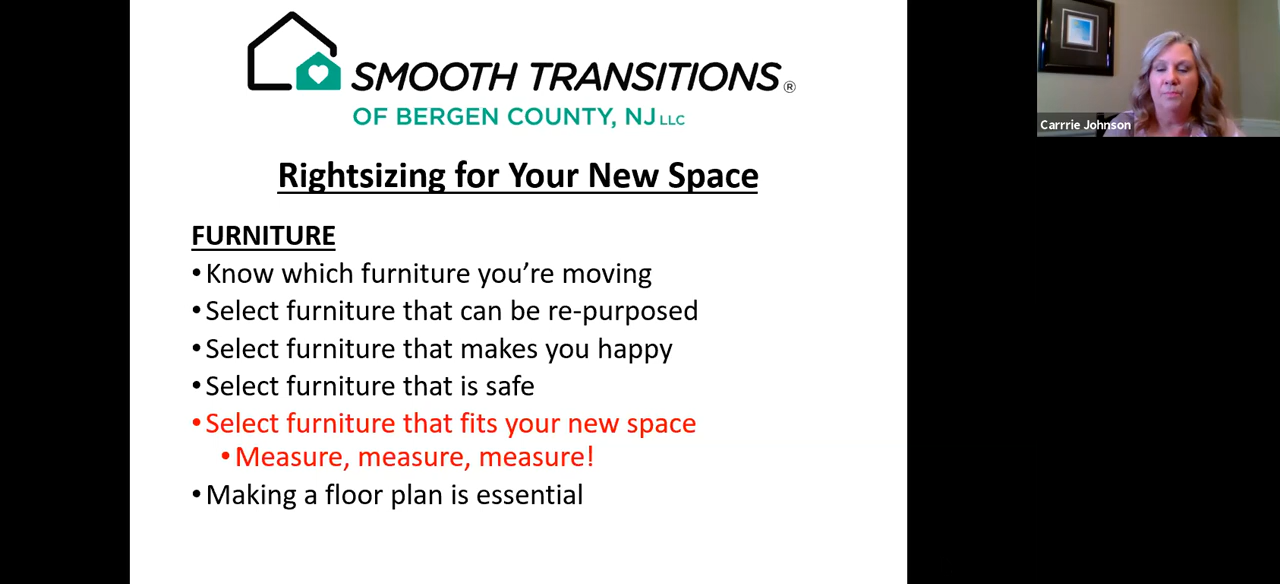 SMOOTH TRANSITIONS®
OF BERGEN COUNTY, NJ LLC
Carrrie Johnson
Rightsizing for Your New Space
FURNITURE
•Know which furniture you’re moving
•Select furniture that can be re-purposed
•Select furniture that makes you happy
•Select furniture that is safe
•Select furniture that fits your new space
•Measure, measure, measure!
•Making a floor plan is essential